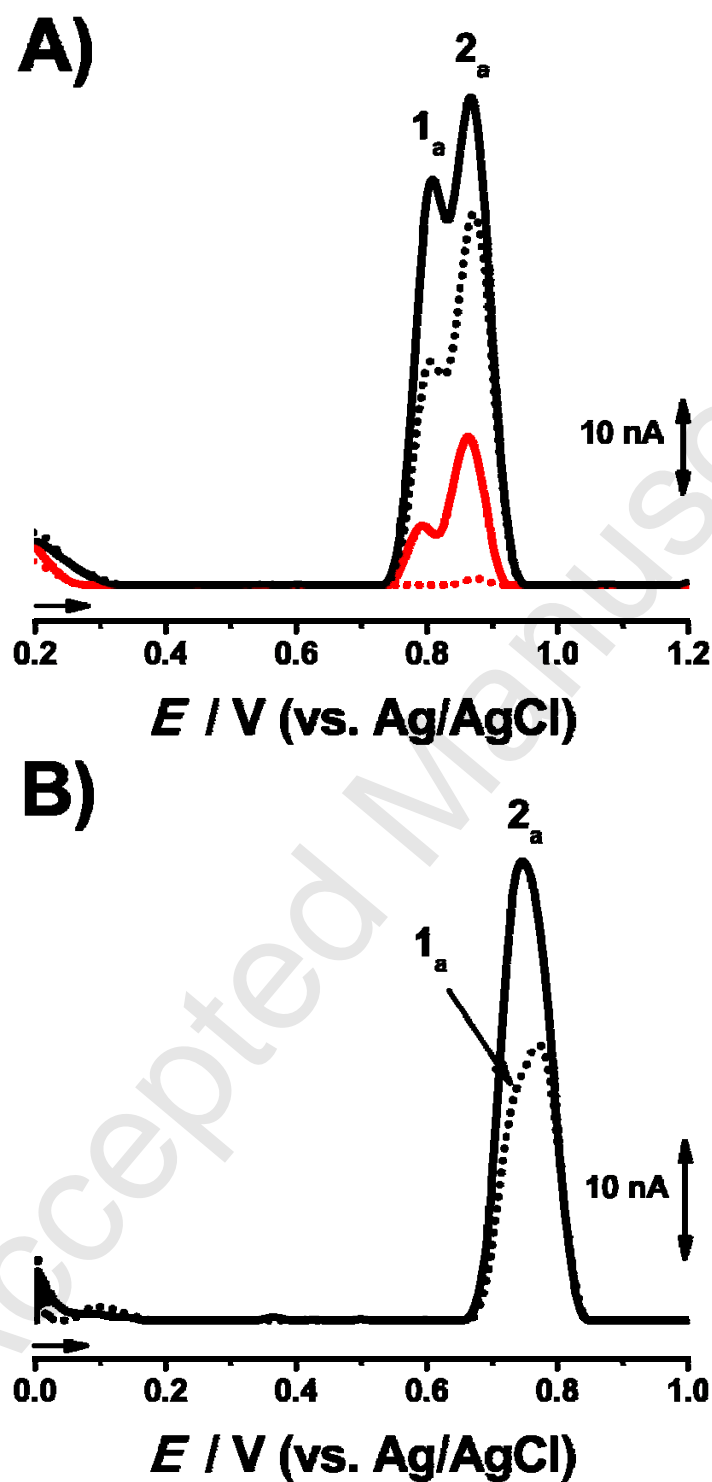 A)
2a
1a
10 nA
0.2 0.4 0.6 0.8 1.0 1.2
E / V (vs. Ag/AgCl)
B)
2a
1a
10 nA
0.0 0.2 0.4 0.6 0.8 1.0
E / V (vs. Ag/AgCl)
Accepted Manusc